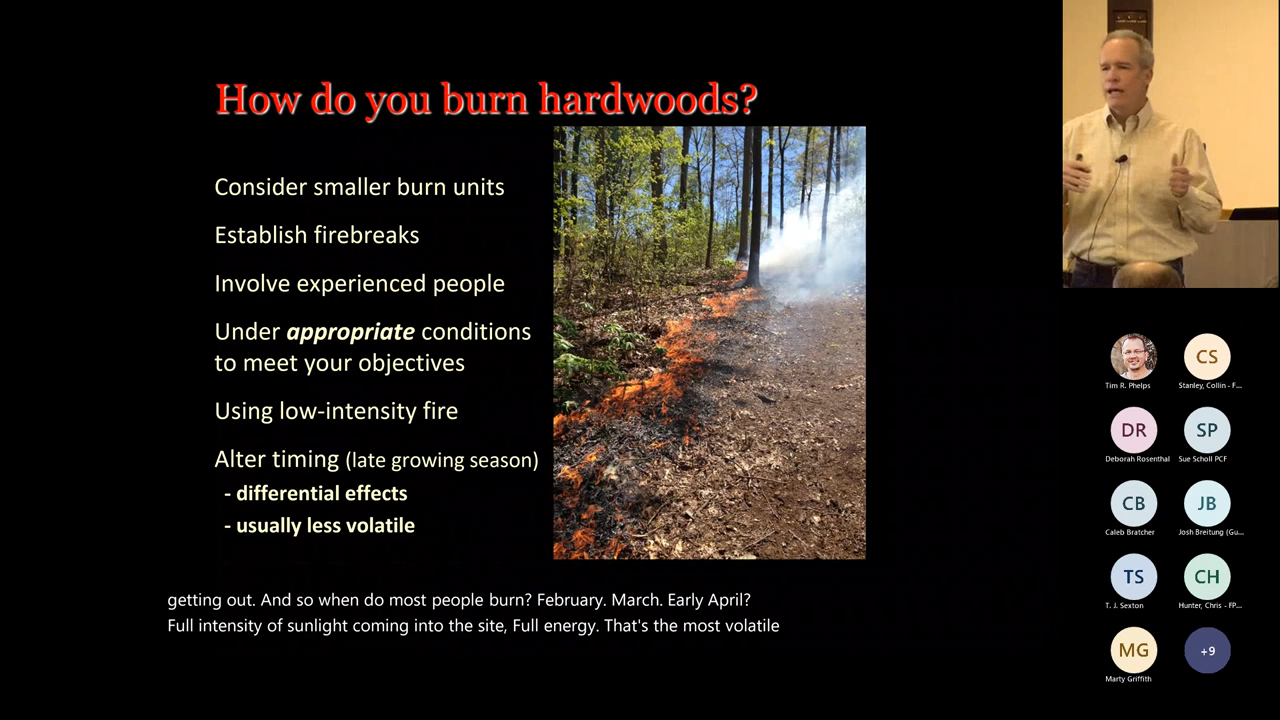 How do you burn hardwoods?
Consider smaller burn units
Establish firebreaks
Involve experienced people
Under appropriate conditions
to meet your objectives
Using low-intensity fire
Alter timing (late growing season)
- differential effects
- usually less volatile
getting out. And so when do most people burn? February. March. Early April?
Full intensity of sunlight coming into the site, Full energy. That's the most volatile
Tim R. Phelps
CS
Stanley, Collin - F...
DR
Deborah Rosenthal
SP
Sue Scholl PCF
CB
Caleb Bratcher
JB
Josh Breitung (Gu...
TS
T. J. Sexton
CH
Hunter, Chris - FP...
MG
Marty Griffith
+9